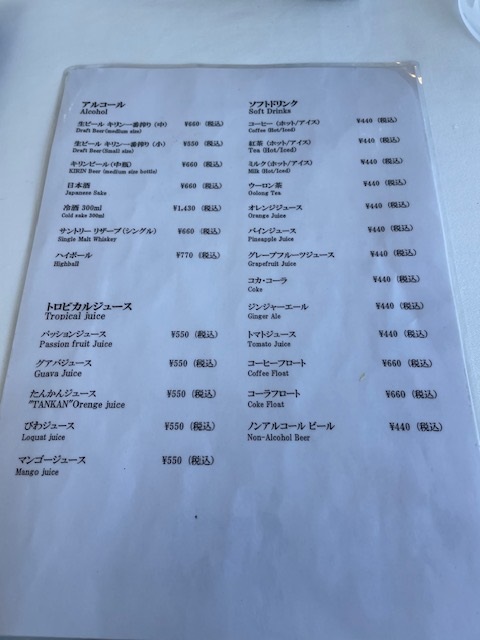 アルコール
Alcohol
生ビール キリン一番搾り (中) ¥660 (税込)
Draft Beer(medium size)
生ビール キリン一番搾り (小) ¥550 (税込)
Draft Beer(Small size)
キリンビール(中瓶) ¥660 (税込)
KIRIN Beer (medium size bottle)
日本酒 ¥660 (税込)
Japanese Sake
冷酒 300ml ¥1,430 (税込)
Cold sake 300ml
サントリー リザーブ(シングル) ¥660 (税込)
Single Malt Whiskey
ハイボール ¥770 (税込)
Highball
トロピカルジュース
Tropical juice
パッションジュース ¥550 (税込)
Passion fruit Juice
グアバジュース ¥550 (税込)
Guava Juice
たんかんジュース ¥550 (税込)
"TANKAN"Orenge juice
びわジュース ¥550 (税込)
Loquat juice
マンゴージュース ¥550 (税込)
Mango juice
ソフトドリンク
Soft Drinks
コーヒー (ホット/アイス) ¥440 (税込)
Coffee (Hot/Iced)
紅茶 (ホット/アイス) ¥440 (税込)
Tea (Hot/Iced)
ミルク(ホット/アイス) ¥440 (税込)
Milk (Hot/Iced)
ウーロン茶 ¥440 (税込)
Oolong Tea
オレンジジュース ¥440 (税込)
Orange Juice
パインジュース ¥440 (税込)
Pineapple Juice
グレープフルーツジュース ¥440 (税込)
Grapefruit Juice
コカ・コーラ ¥440 (税込)
Coke
ジンジャーエール ¥440 (税込)
Ginger Ale
トマトジュース ¥440 (税込)
Tomato Juice
コーヒーフロート ¥660 (税込)
Coffee Float
コーラフロート ¥660 (税込)
Coke Float
ノンアルコール ビール ¥440 (税込)
Non-Alcohol Beer